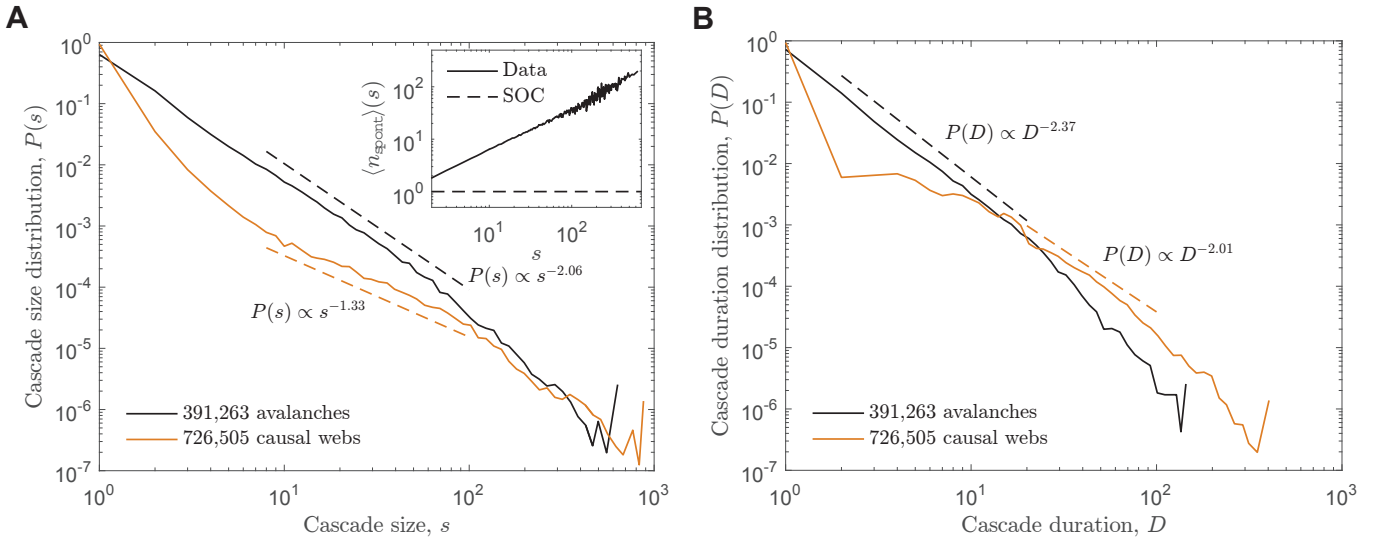 A
Cascade size distribution, P(s)
10^0
10^-1
10^-2
10^-3
10^-4
10^-5
10^-6
10^-7
10^0
10^1
10^2
10^3
Cascade size, s
P(s) ∝ s^-2.06
P(s) ∝ s^-1.33
391,263 avalanches
726,505 causal webs
⟨n_spont⟩(s)
10^2
10^1
10^0
10^1
10^2
s
Data
SOC
B
Cascade duration distribution, P(D)
10^0
10^-1
10^-2
10^-3
10^-4
10^-5
10^-6
10^-7
10^0
10^1
10^2
10^3
Cascade duration, D
P(D) ∝ D^-2.37
P(D) ∝ D^-2.01
391,263 avalanches
726,505 causal webs